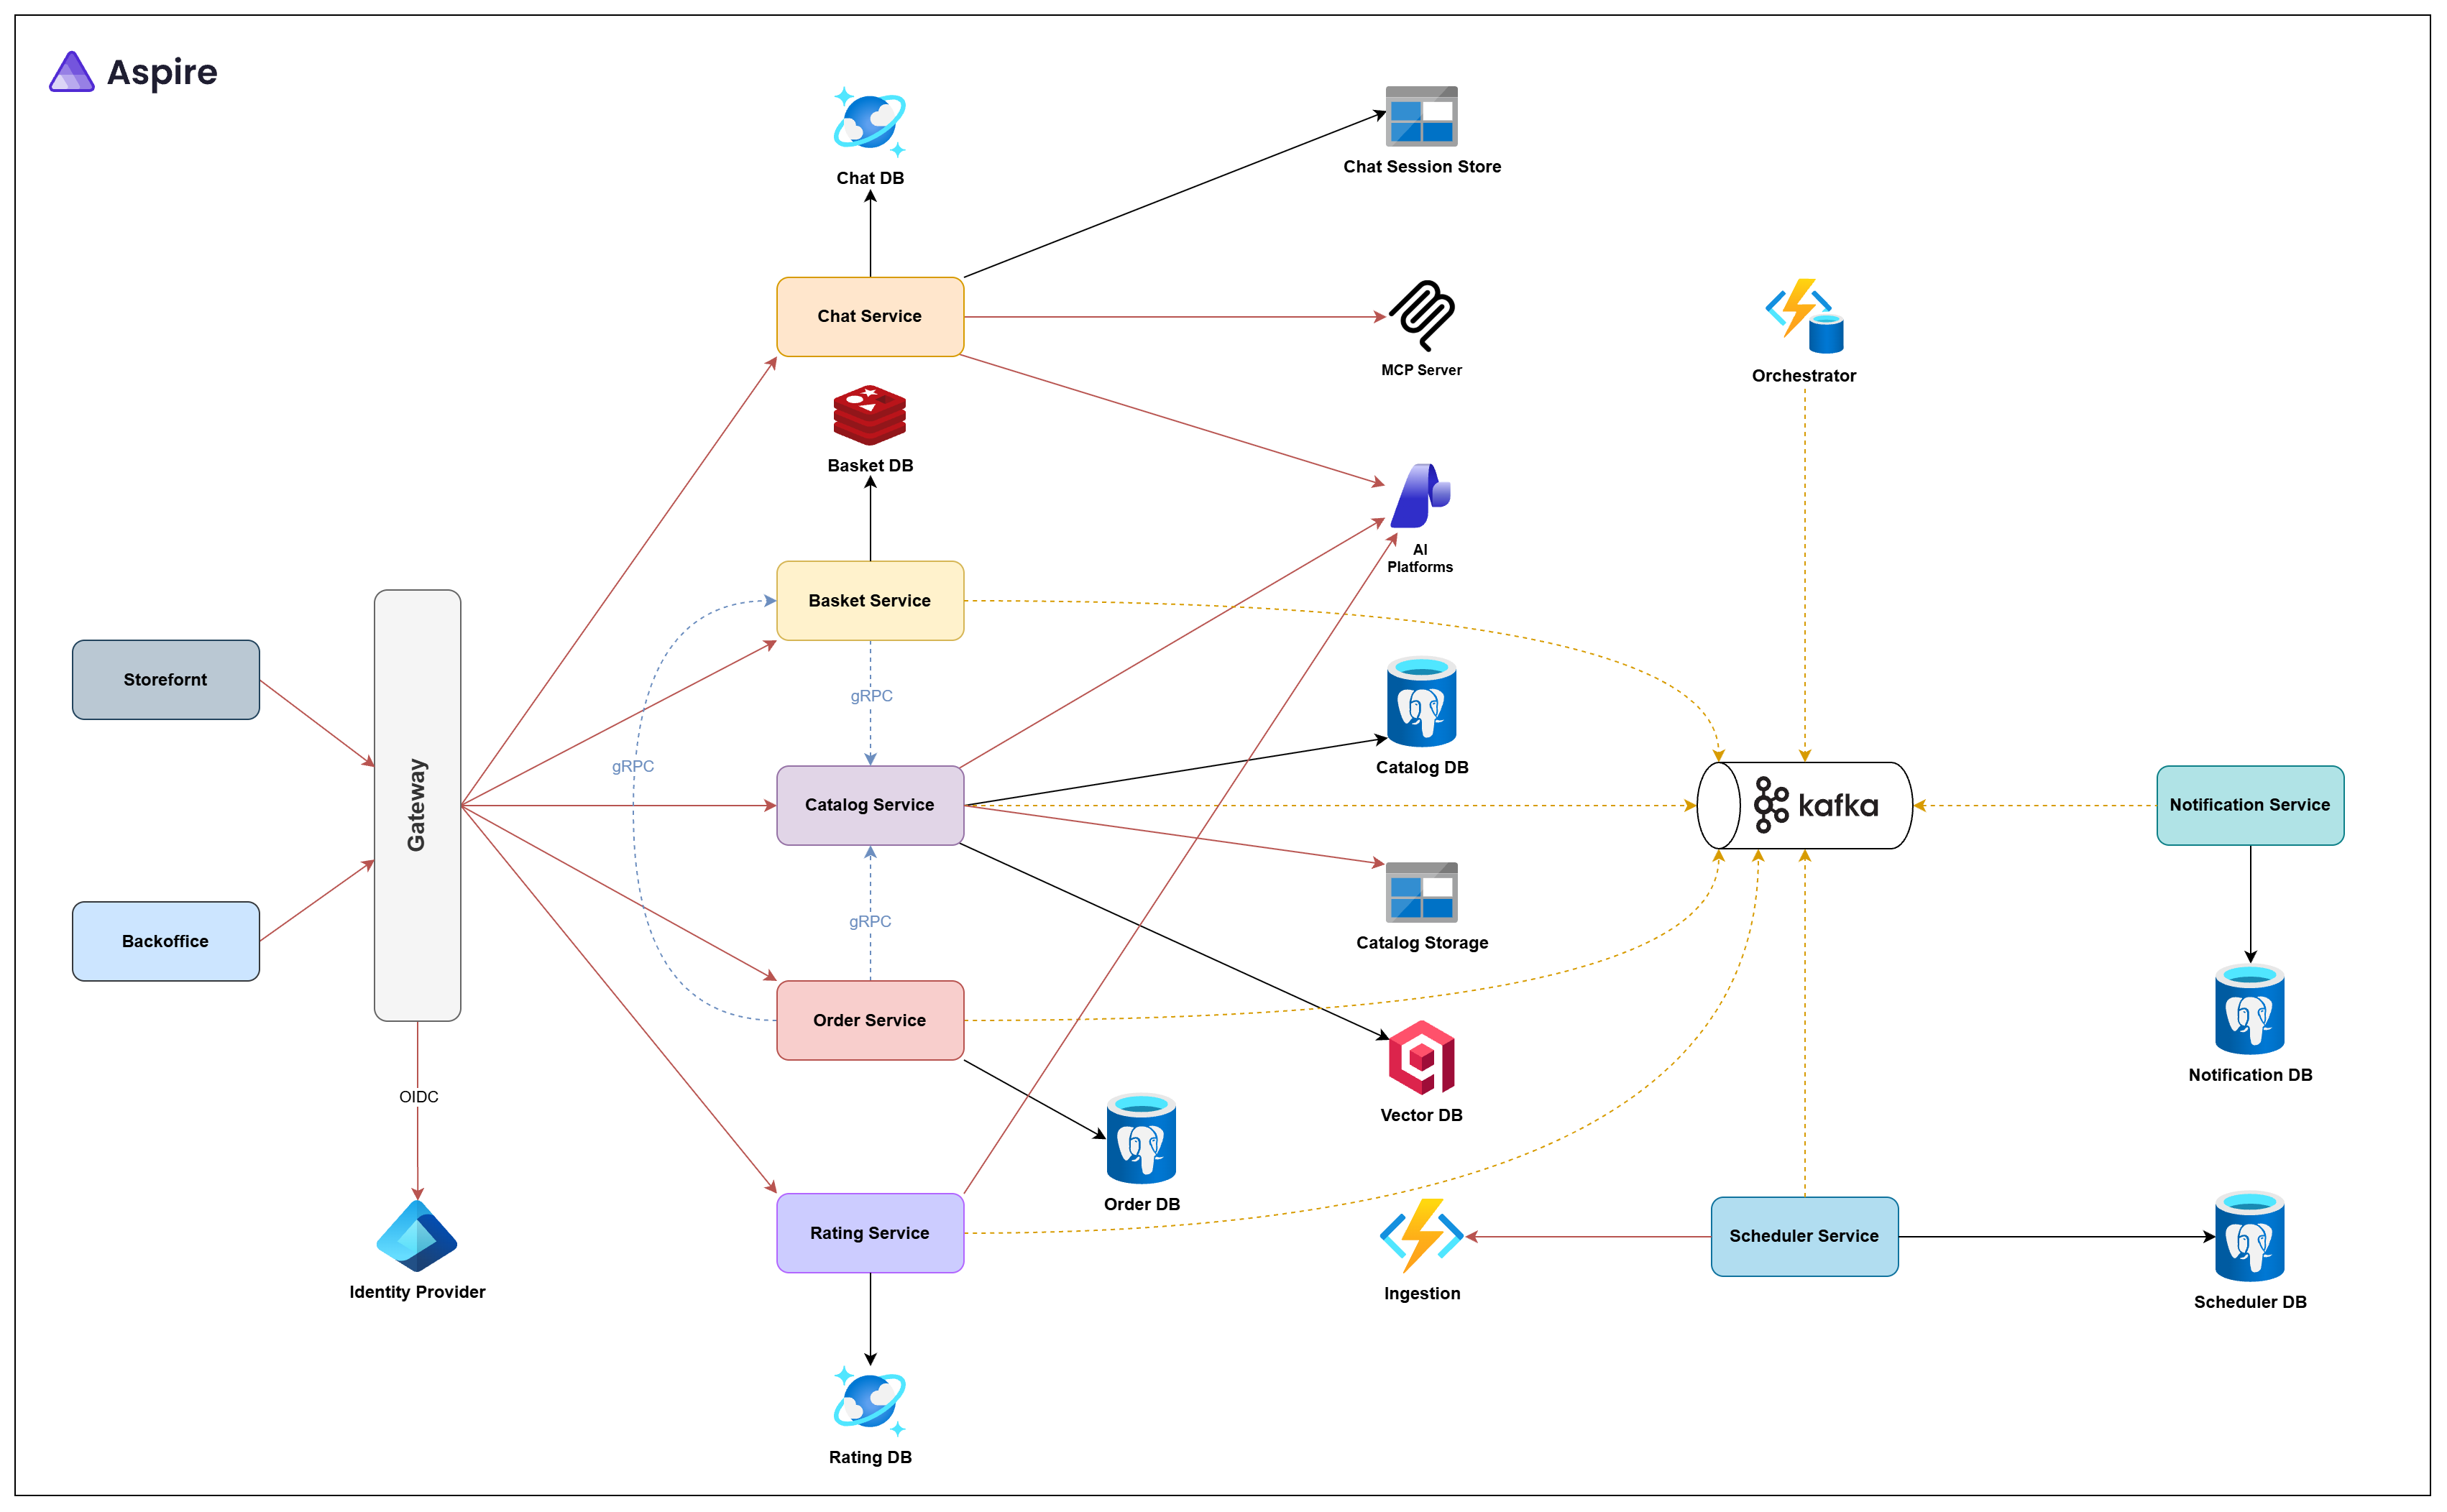 Aspire
Chat DB
Chat Session Store
Chat Service
MCP Server
Orchestrator
Basket DB
AI
Platforms
Basket Service
Storefornt
gRPC
gRPC
Catalog DB
Gateway
Catalog Service
kafka
Notification Service
Backoffice
gRPC
Catalog Storage
Order Service
Notification DB
OIDC
Vector DB
Order DB
Rating Service
Scheduler Service
Identity Provider
Ingestion
Scheduler DB
Rating DB